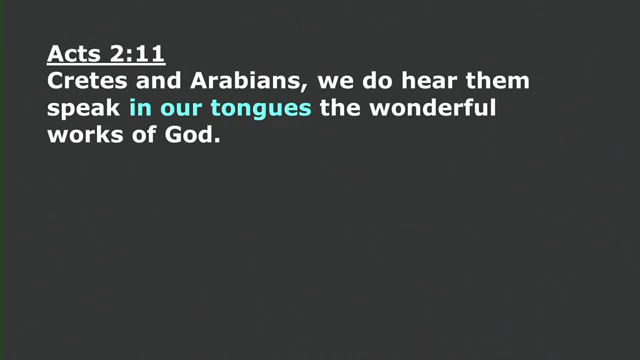 Acts 2:11
Cretes and Arabians, we do hear them
speak in our tongues the wonderful
works of God.